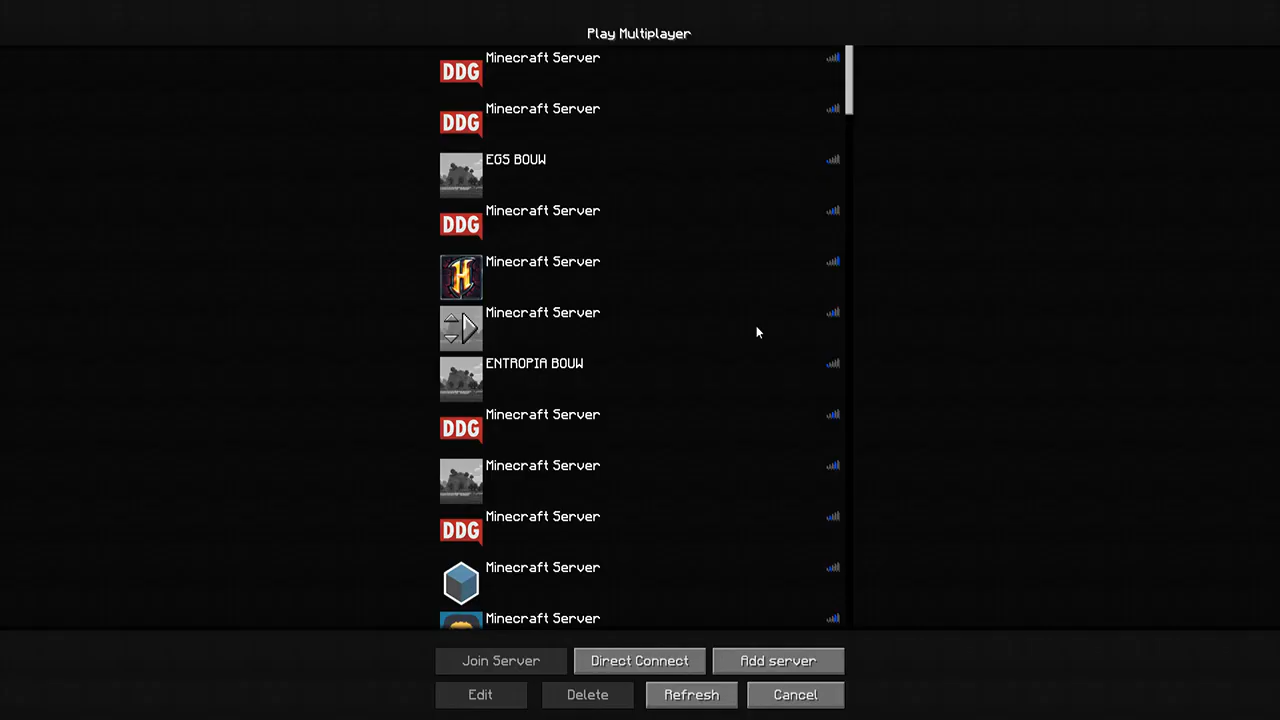 Play Multiplayer
DDG Minecraft Server
DDG Minecraft Server
EGS BOUW
DDG Minecraft Server
H Minecraft Server
Minecraft Server
ENTROPIA BOUW
DDG Minecraft Server
Minecraft Server
DDG Minecraft Server
Minecraft Server
Minecraft Server
Join Server Direct Connect Add server
Edit Delete Refresh Cancel